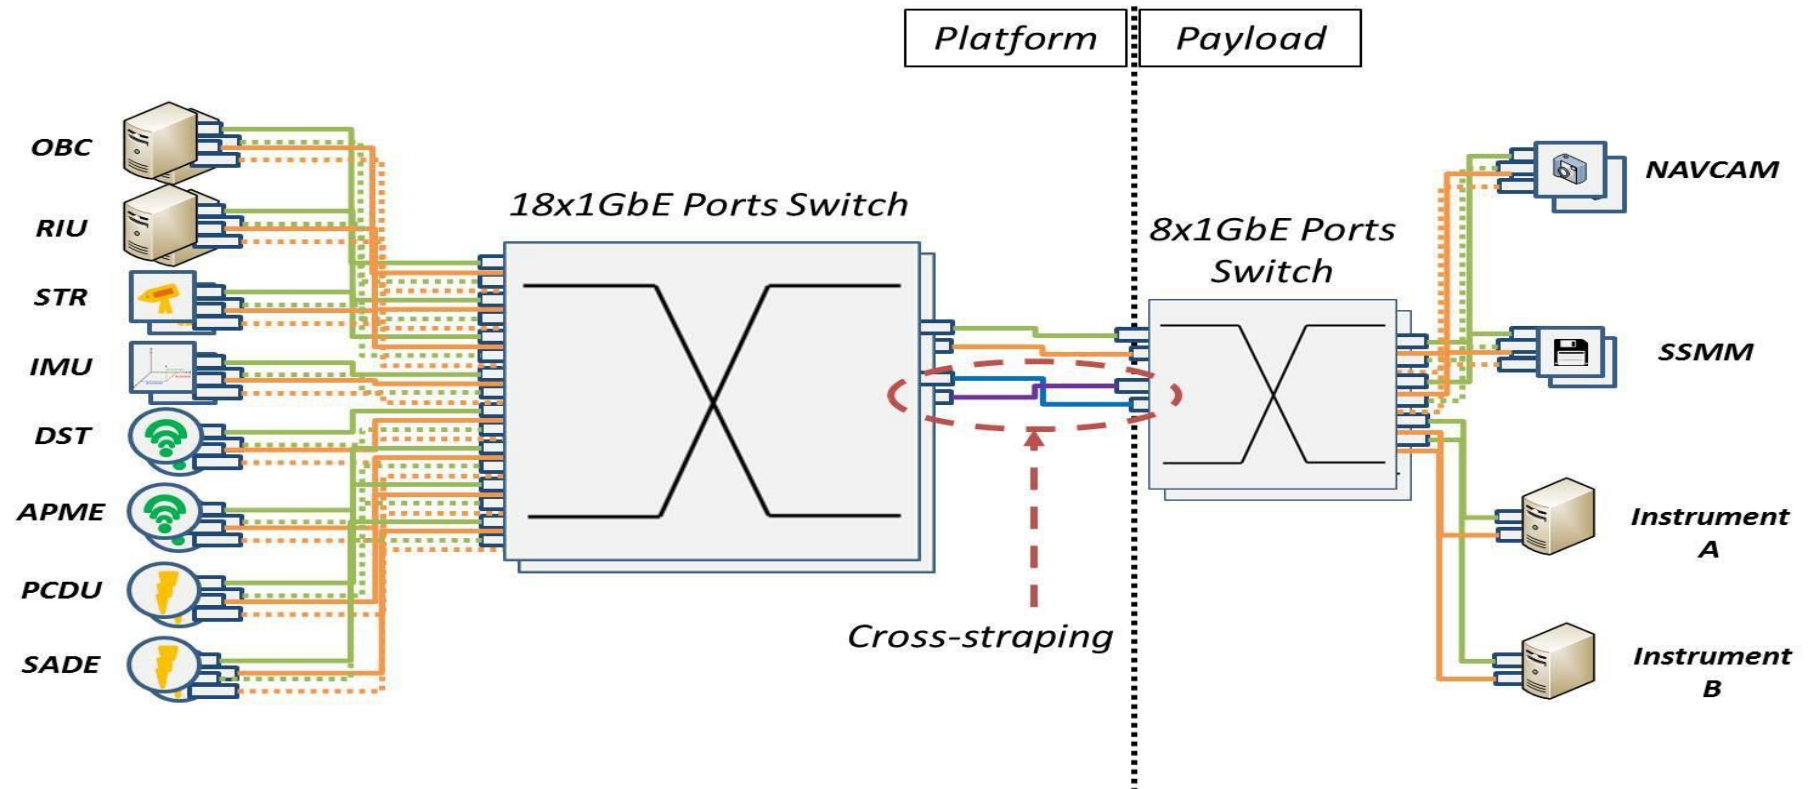 Platform
Payload
OBC
RIU
STR
IMU
DST
APME
PCDU
SADE
18x1GbE Ports Switch
8x1GbE Ports
Switch
Cross-straping
NAVCAM
SSMM
Instrument
A
Instrument
B